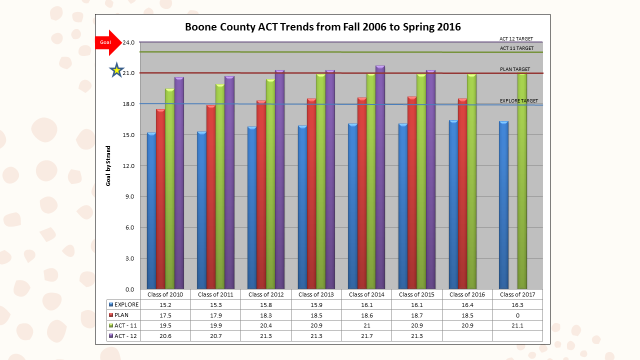 Boone County ACT Trends from Fall 2006 to Spring 2016
Goal
24.0
21.0
18.0
15.0
12.0
9.0
6.0
3.0
0.0
Goal by Strand
ACT 12 TARGET
ACT 11 TARGET
PLAN TARGET
EXPLORE TARGET
Class of 2010 Class of 2011 Class of 2012 Class of 2013 Class of 2014 Class of 2015 Class of 2016 Class of 2017
EXPLORE 15.2 15.3 15.8 15.9 16.1 16.1 16.4 16.3
PLAN 17.5 17.9 18.3 18.5 18.6 18.7 18.5 0
ACT - 11 19.5 19.9 20.4 20.9 21 20.9 20.9 21.1
ACT - 12 20.6 20.7 21.3 21.3 21.7 21.3